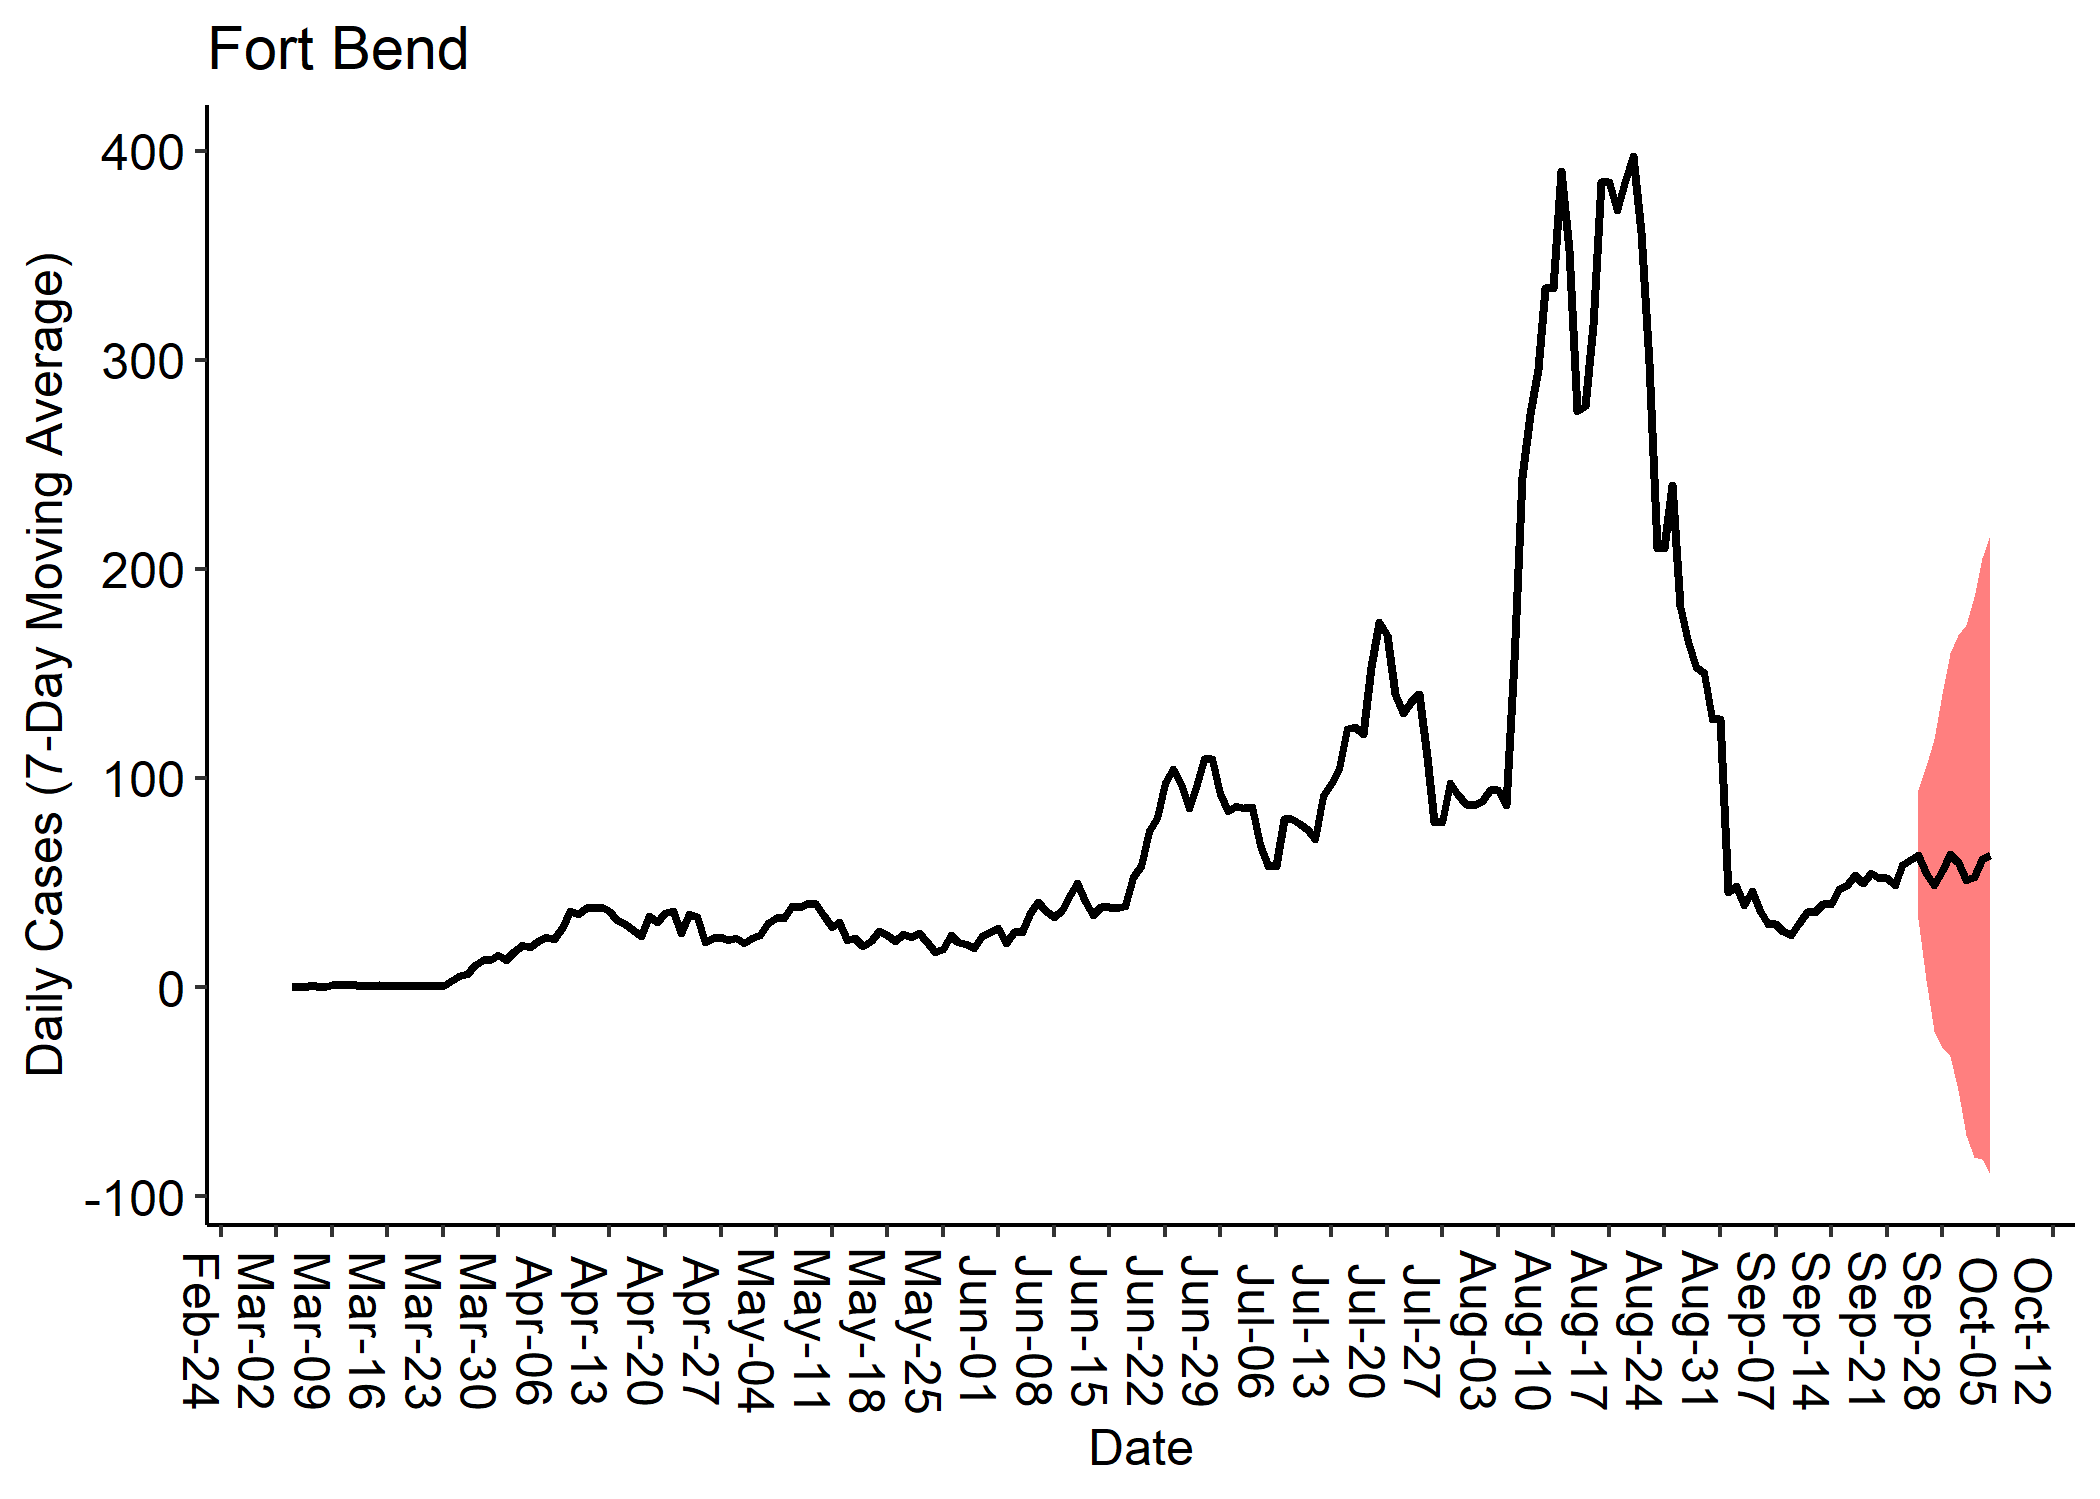 Fort Bend
Daily Cases (7-Day Moving Average)
400
300
200
100
0
-100
Feb-24
Mar-02
Mar-09
Mar-16
Mar-23
Mar-30
Apr-06
Apr-13
Apr-20
Apr-27
May-04
May-11
May-18
May-25
Jun-01
Jun-08
Jun-15
Jun-22
Jun-29
Jul-06
Jul-13
Jul-20
Jul-27
Aug-03
Aug-10
Aug-17
Aug-24
Aug-31
Sep-07
Sep-14
Sep-21
Sep-28
Oct-05
Oct-12
Date